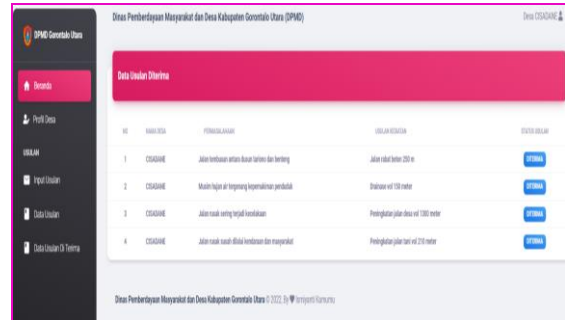 Dinas Pemberdayaan Masyarakat dan Desa Kabupaten Gorontalo Utara (DPMD)
Desa CISADANE
DPMD Gorontalo Utara
Beranda
Profil Desa
USULAN
Input Usulan
Data Usulan
Data Usulan Di Terima
Data Usulan Diterima
NO NAMA DESA PERMASALAHAN USULAN KEGIATAN STATUS USULAN
1 CISADANE Jalan tembusan antara dusun tarisno dan benteng Jalan rabat beton 250 m DITERIMA
2 CISADANE Musim hujan air tergenang kepemukiman penduduk Drainase vol 150 meter DITERIMA
3 CISADANE Jalan rusak sering terjadi kecelakaan Peningkatan jalan desa vol 1300 meter DITERIMA
4 CISADANE Jalan rusak susah dilalui kendaraan dan masyarakat Peningkatan jalan tani vol 210 meter DITERIMA
Dinas Pemberdayaan Masyarakat dan Desa Kabupaten Gorontalo Utara © 2022, By Ismiyanti Kamumu